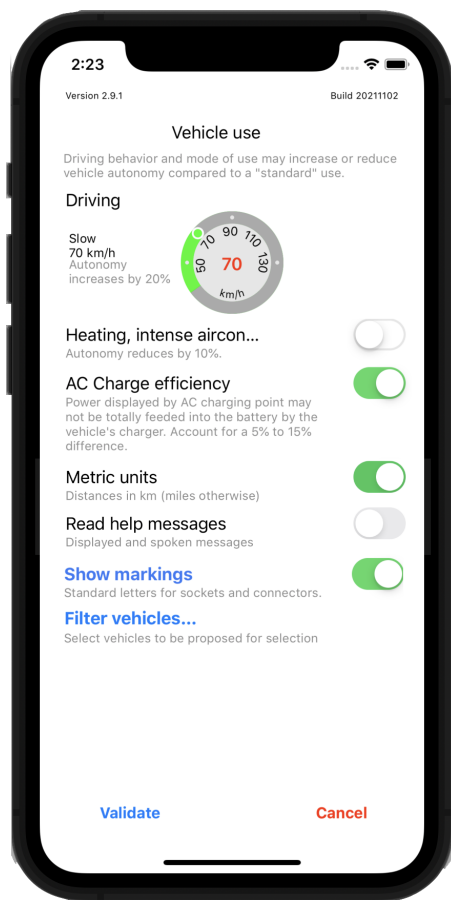 2:23
Version 2.9.1
Build 20211102
Vehicle use
Driving behavior and mode of use may increase or reduce
vehicle autonomy compared to a "standard" use.
Driving
Slow
70 km/h
Autonomy
increases by 20%
50
70
90
110
130
70
km/h
Heating, intense aircon...
Autonomy reduces by 10%.
AC Charge efficiency
Power displayed by AC charging point may
not be totally feeded into the battery by the
vehicle's charger. Account for a 5% to 15%
difference.
Metric units
Distances in km (miles otherwise)
Read help messages
Displayed and spoken messages
Show markings
Standard letters for sockets and connectors.
Filter vehicles...
Select vehicles to be proposed for selection
Validate
Cancel